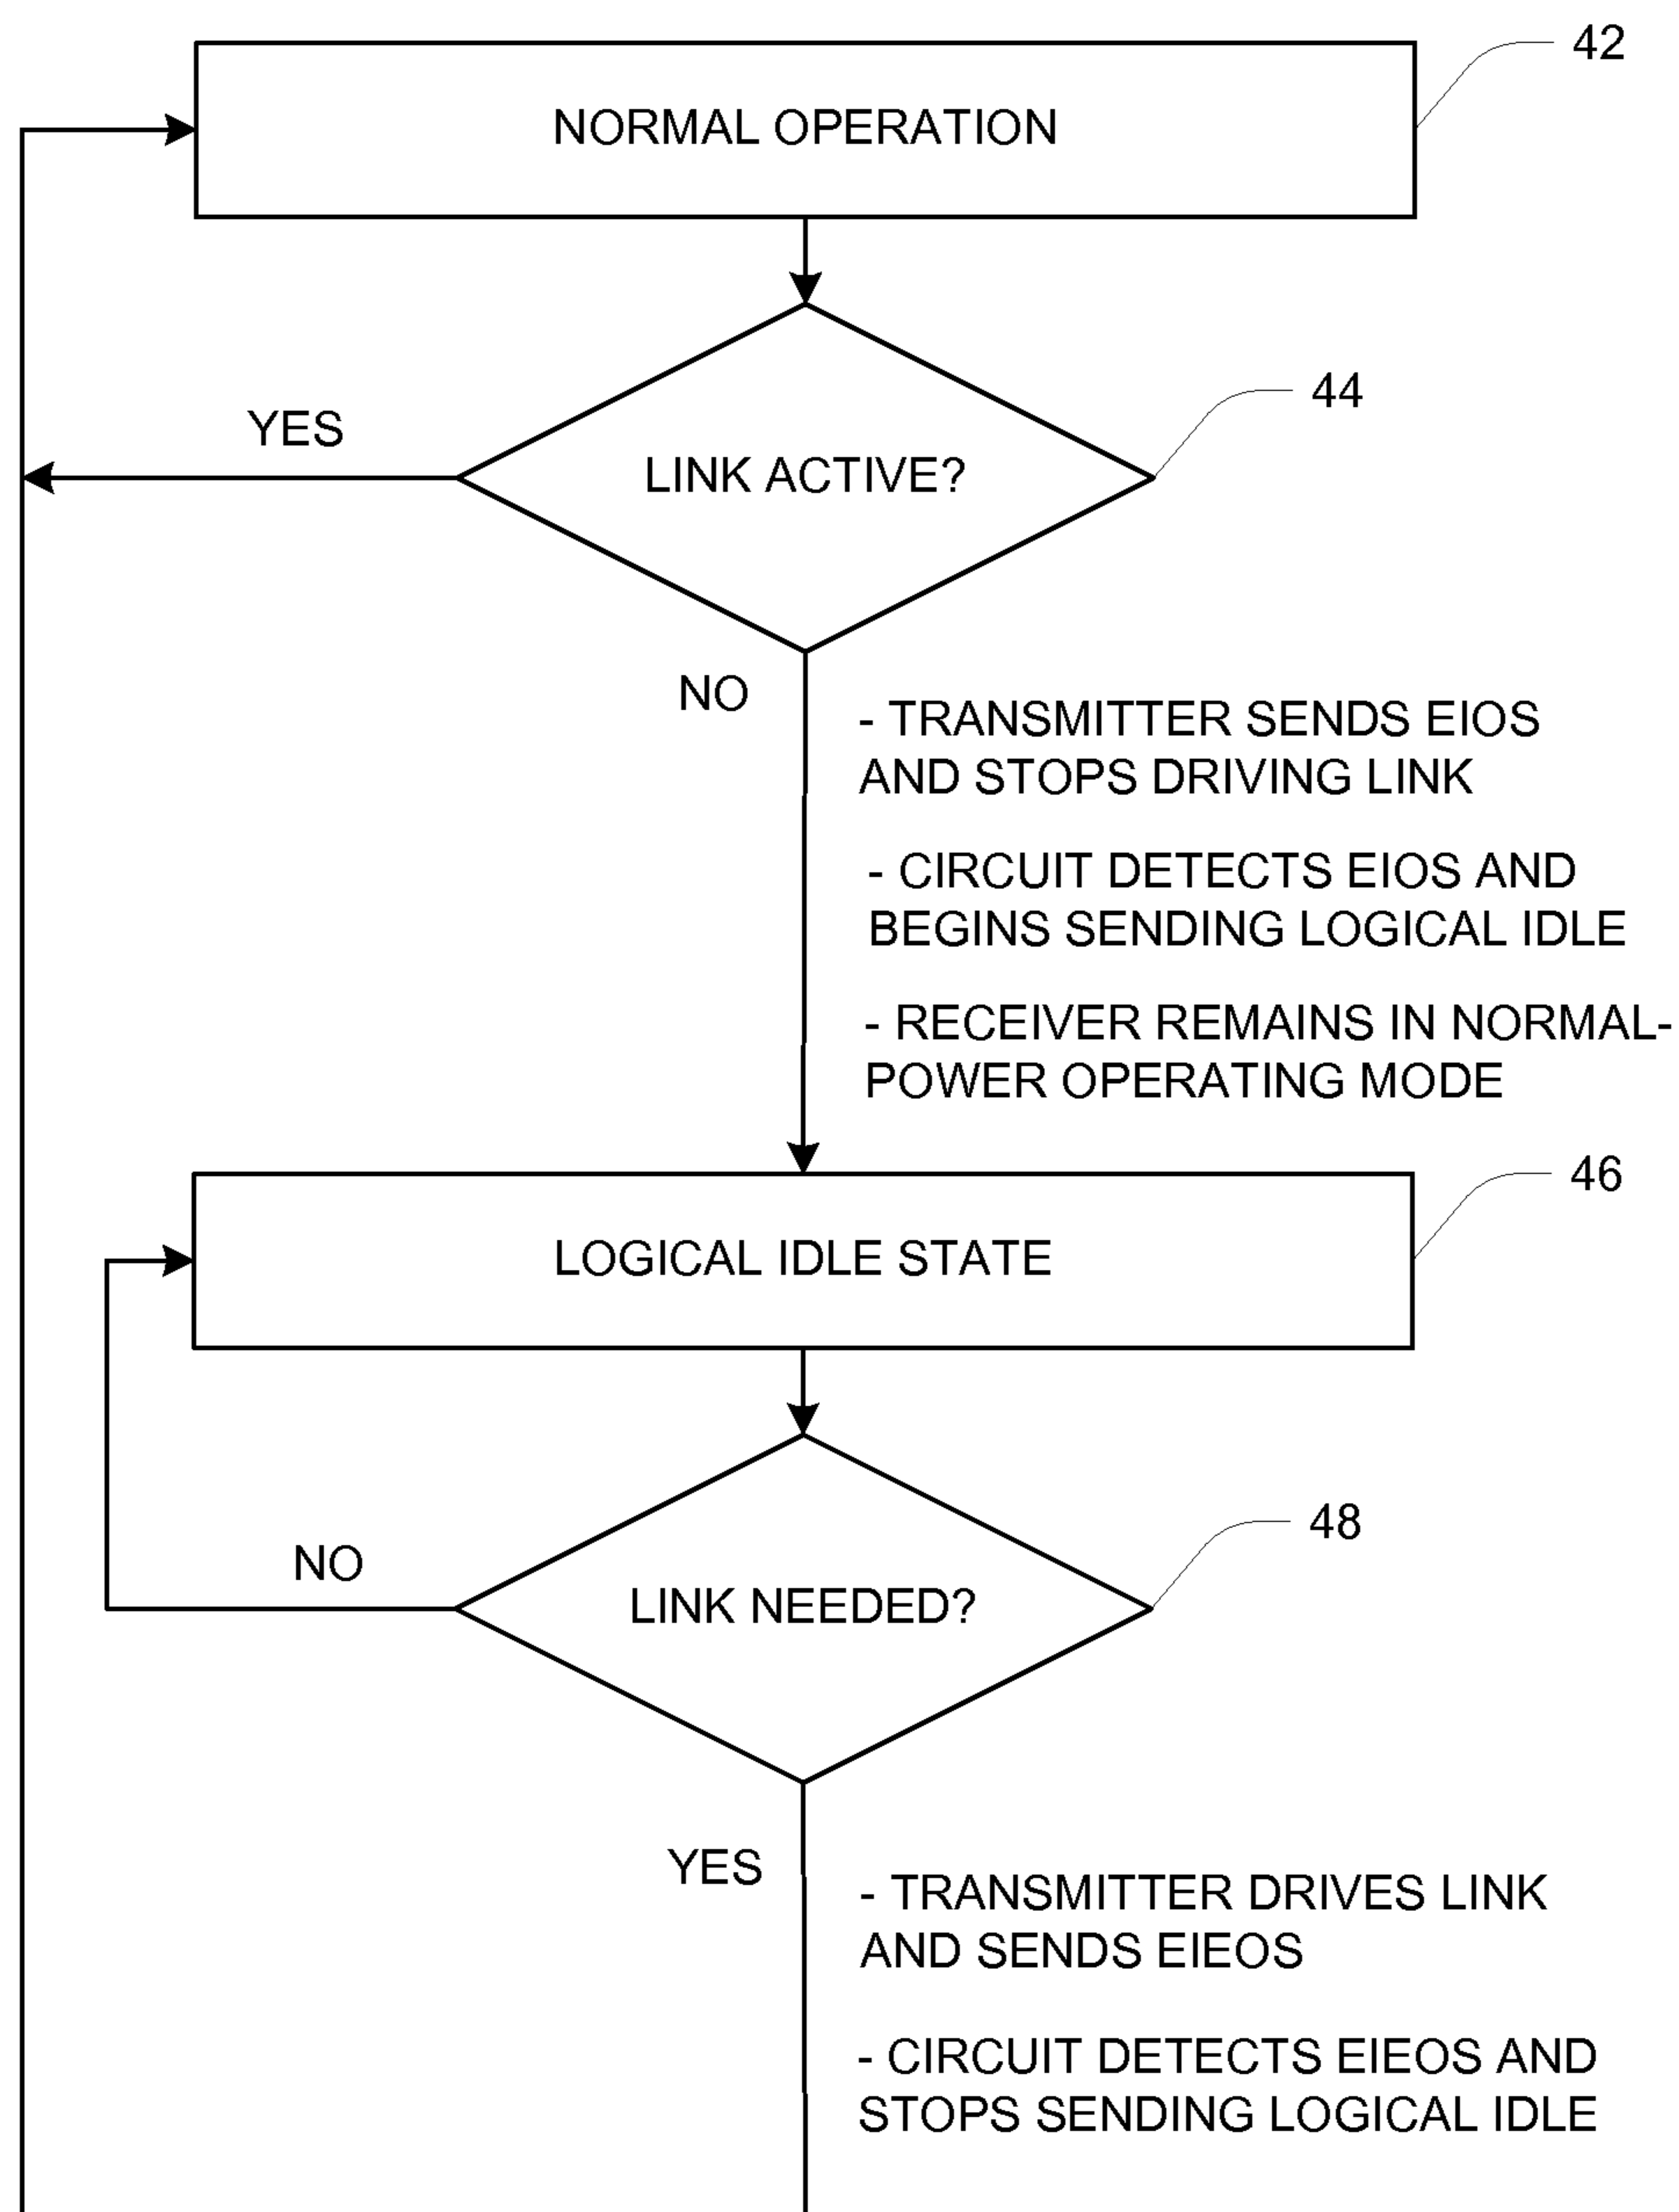 42
NORMAL OPERATION
44
YES
LINK ACTIVE?
NO
- TRANSMITTER SENDS EIOS
AND STOPS DRIVING LINK
- CIRCUIT DETECTS EIOS AND
BEGINS SENDING LOGICAL IDLE
- RECEIVER REMAINS IN NORMAL-
POWER OPERATING MODE
46
LOGICAL IDLE STATE
48
NO
LINK NEEDED?
YES
- TRANSMITTER DRIVES LINK
AND SENDS EIEOS
- CIRCUIT DETECTS EIEOS AND
STOPS SENDING LOGICAL IDLE